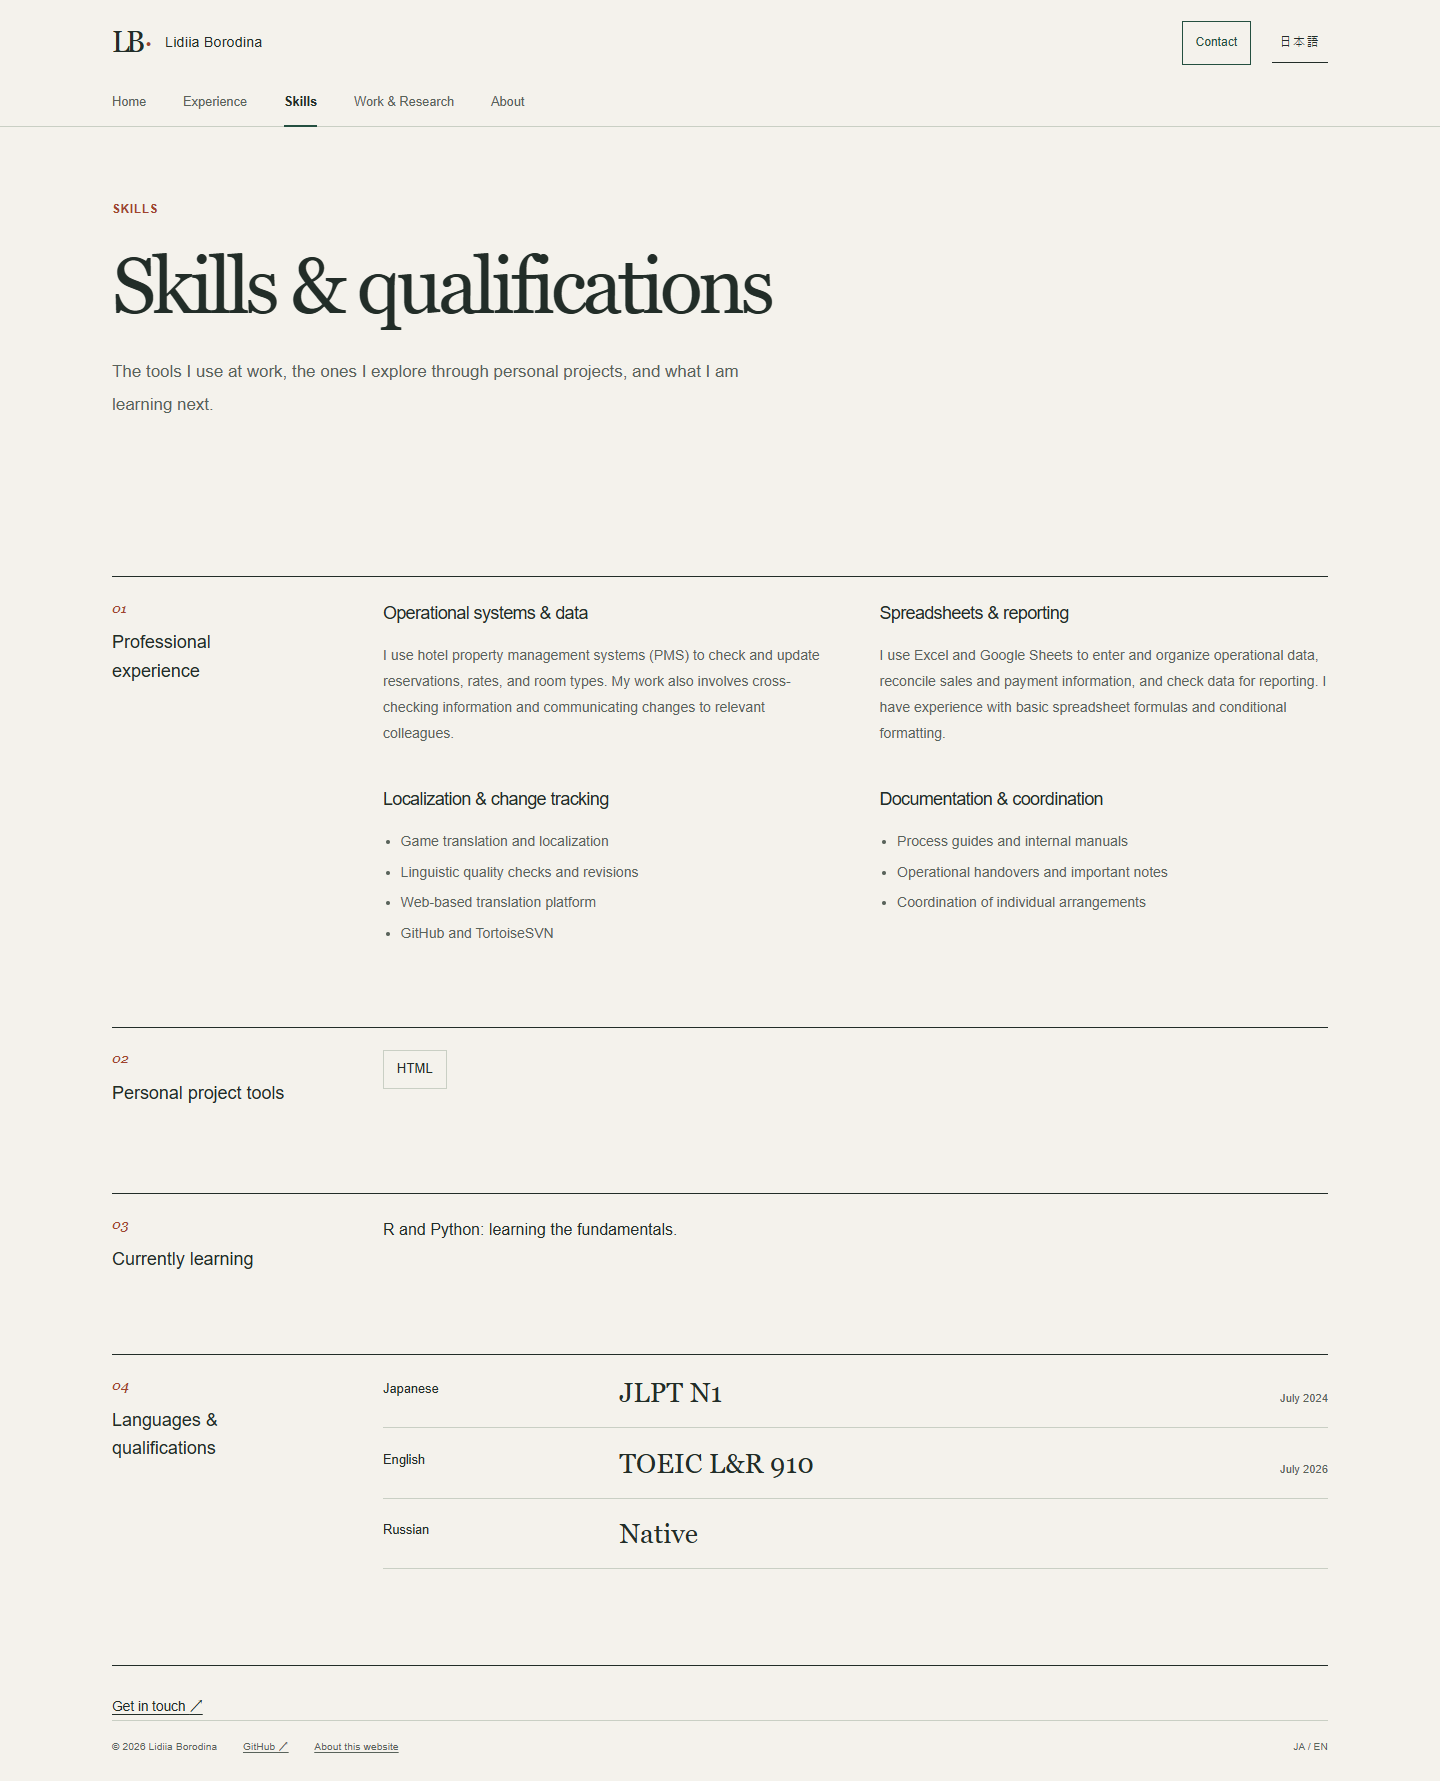 LB. Lidiia Borodina
Contact
日本語
Home Experience Skills Work & Research About
SKILLS
Skills & qualifications
The tools I use at work, the ones I explore through personal projects, and what I am
learning next.
01
Professional
experience
Operational systems & data
I use hotel property management systems (PMS) to check and update
reservations, rates, and room types. My work also involves cross-
checking information and communicating changes to relevant
colleagues.
Spreadsheets & reporting
I use Excel and Google Sheets to enter and organize operational data,
reconcile sales and payment information, and check data for reporting. I
have experience with basic spreadsheet formulas and conditional
formatting.
Localization & change tracking
• Game translation and localization
• Linguistic quality checks and revisions
• Web-based translation platform
• GitHub and TortoiseSVN
Documentation & coordination
• Process guides and internal manuals
• Operational handovers and important notes
• Coordination of individual arrangements
02
Personal project tools
HTML
03
Currently learning
R and Python: learning the fundamentals.
04
Languages &
qualifications
Japanese JLPT N1 July 2024
English TOEIC L&R 910 July 2026
Russian Native
Get in touch ↗
© 2026 Lidiia Borodina GitHub ↗ About this website JA / EN